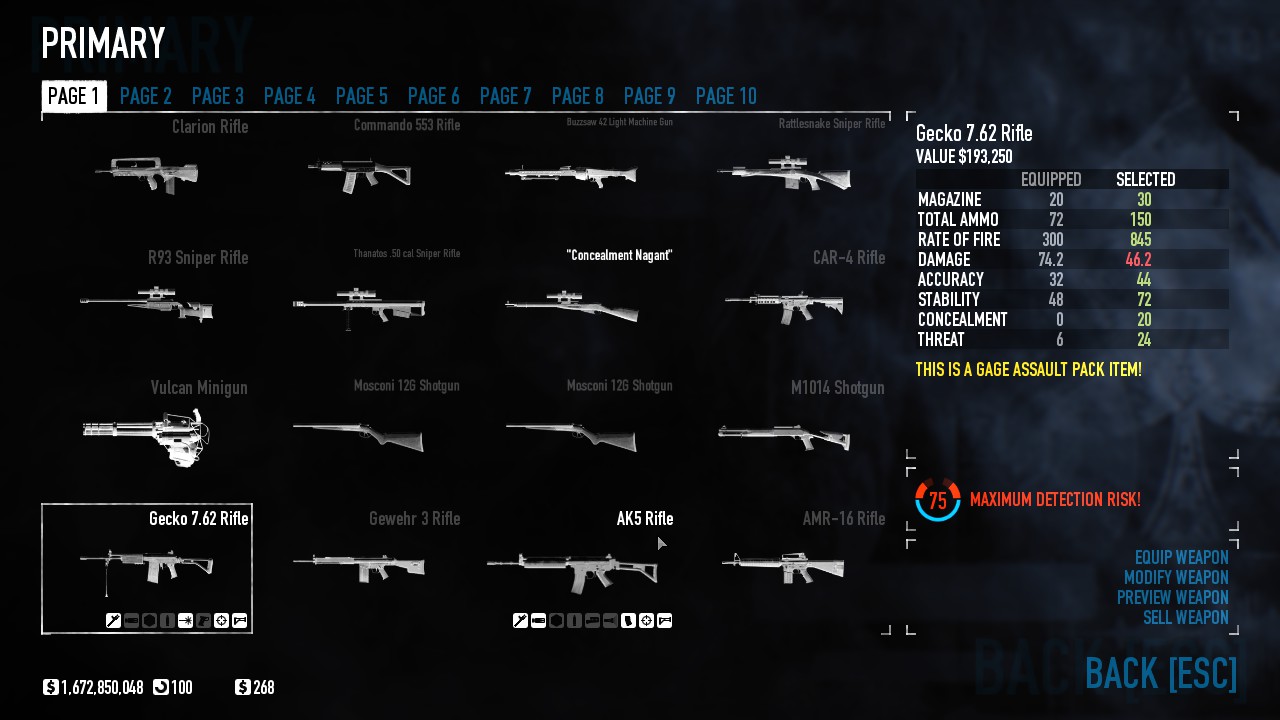 PRIMARY
PAGE 1 PAGE 2 PAGE 3 PAGE 4 PAGE 5 PAGE 6 PAGE 7 PAGE 8 PAGE 9 PAGE 10
Clarion Rifle Commando 553 Rifle Buzzsaw 42 Light Machine Gun Rattlesnake Sniper Rifle
R93 Sniper Rifle Thanatos .50 cal Sniper Rifle "Concealment Nagant" CAR-4 Rifle
Vulcan Minigun Mosconi 12G Shotgun Mosconi 12G Shotgun M1014 Shotgun
Gecko 7.62 Rifle Gewehr 3 Rifle AK5 Rifle AMR-16 Rifle
$1,672,850,048 100 $268
Gecko 7.62 Rifle
VALUE $193,250
EQUIPPED SELECTED
MAGAZINE 20 30
TOTAL AMMO 72 150
RATE OF FIRE 300 845
DAMAGE 74.2 46.2
ACCURACY 32 44
STABILITY 48 72
CONCEALMENT 0 20
THREAT 6 24
THIS IS A GAGE ASSAULT PACK ITEM!
75 MAXIMUM DETECTION RISK!
EQUIP WEAPON
MODIFY WEAPON
PREVIEW WEAPON
SELL WEAPON
BACK [ESC]